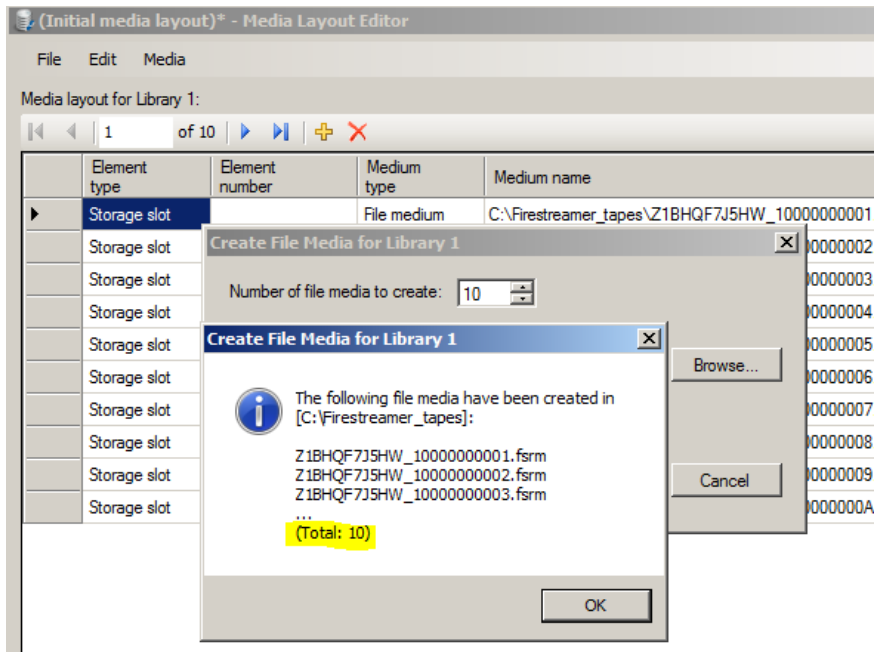 (Initial media layout)* - Media Layout Editor
File Edit Media
Media layout for Library 1:
1 of 10
Element type Element number Medium type Medium name
Storage slot File medium C:\Firestreamer_tapes\Z1BHQF7J5HW_10000000001
Storage slot 00000002
Storage slot 00000003
Storage slot 00000004
Storage slot 00000005
Storage slot 00000006
Storage slot 00000007
Storage slot 00000008
Storage slot 00000009
Storage slot 0000000A
Create File Media for Library 1
Number of file media to create: 10
Browse...
Cancel
Create File Media for Library 1
The following file media have been created in
[C:\Firestreamer_tapes]:
Z1BHQF7J5HW_10000000001.fsrm
Z1BHQF7J5HW_10000000002.fsrm
Z1BHQF7J5HW_10000000003.fsrm
...
(Total: 10)
OK